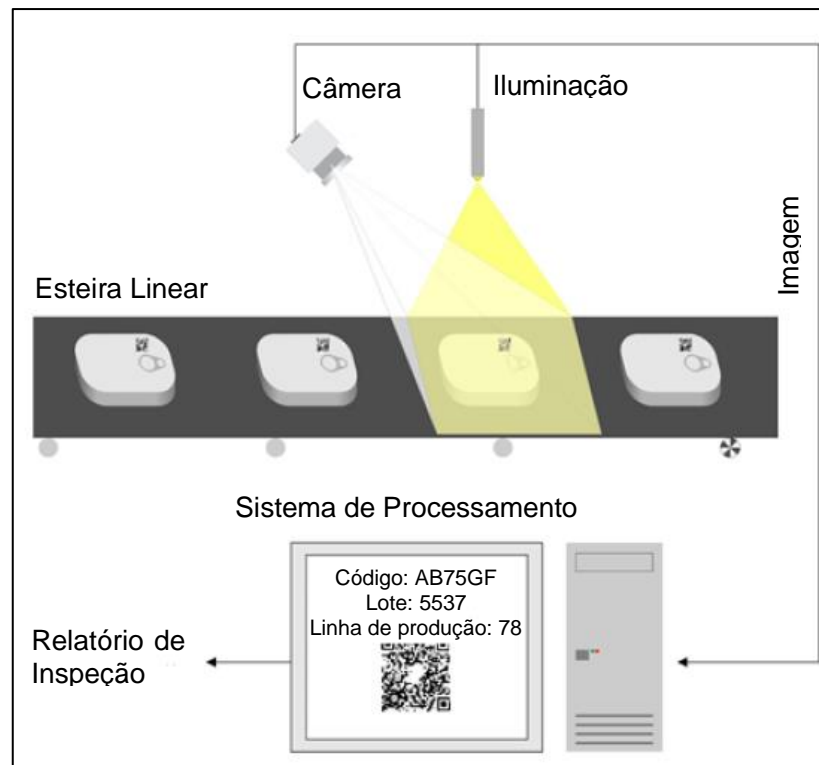 Câmera
Iluminação
Imagem
Esteira Linear
Sistema de Processamento
Código: AB75GF
Lote: 5537
Linha de produção: 78
Relatório de
Inspeção